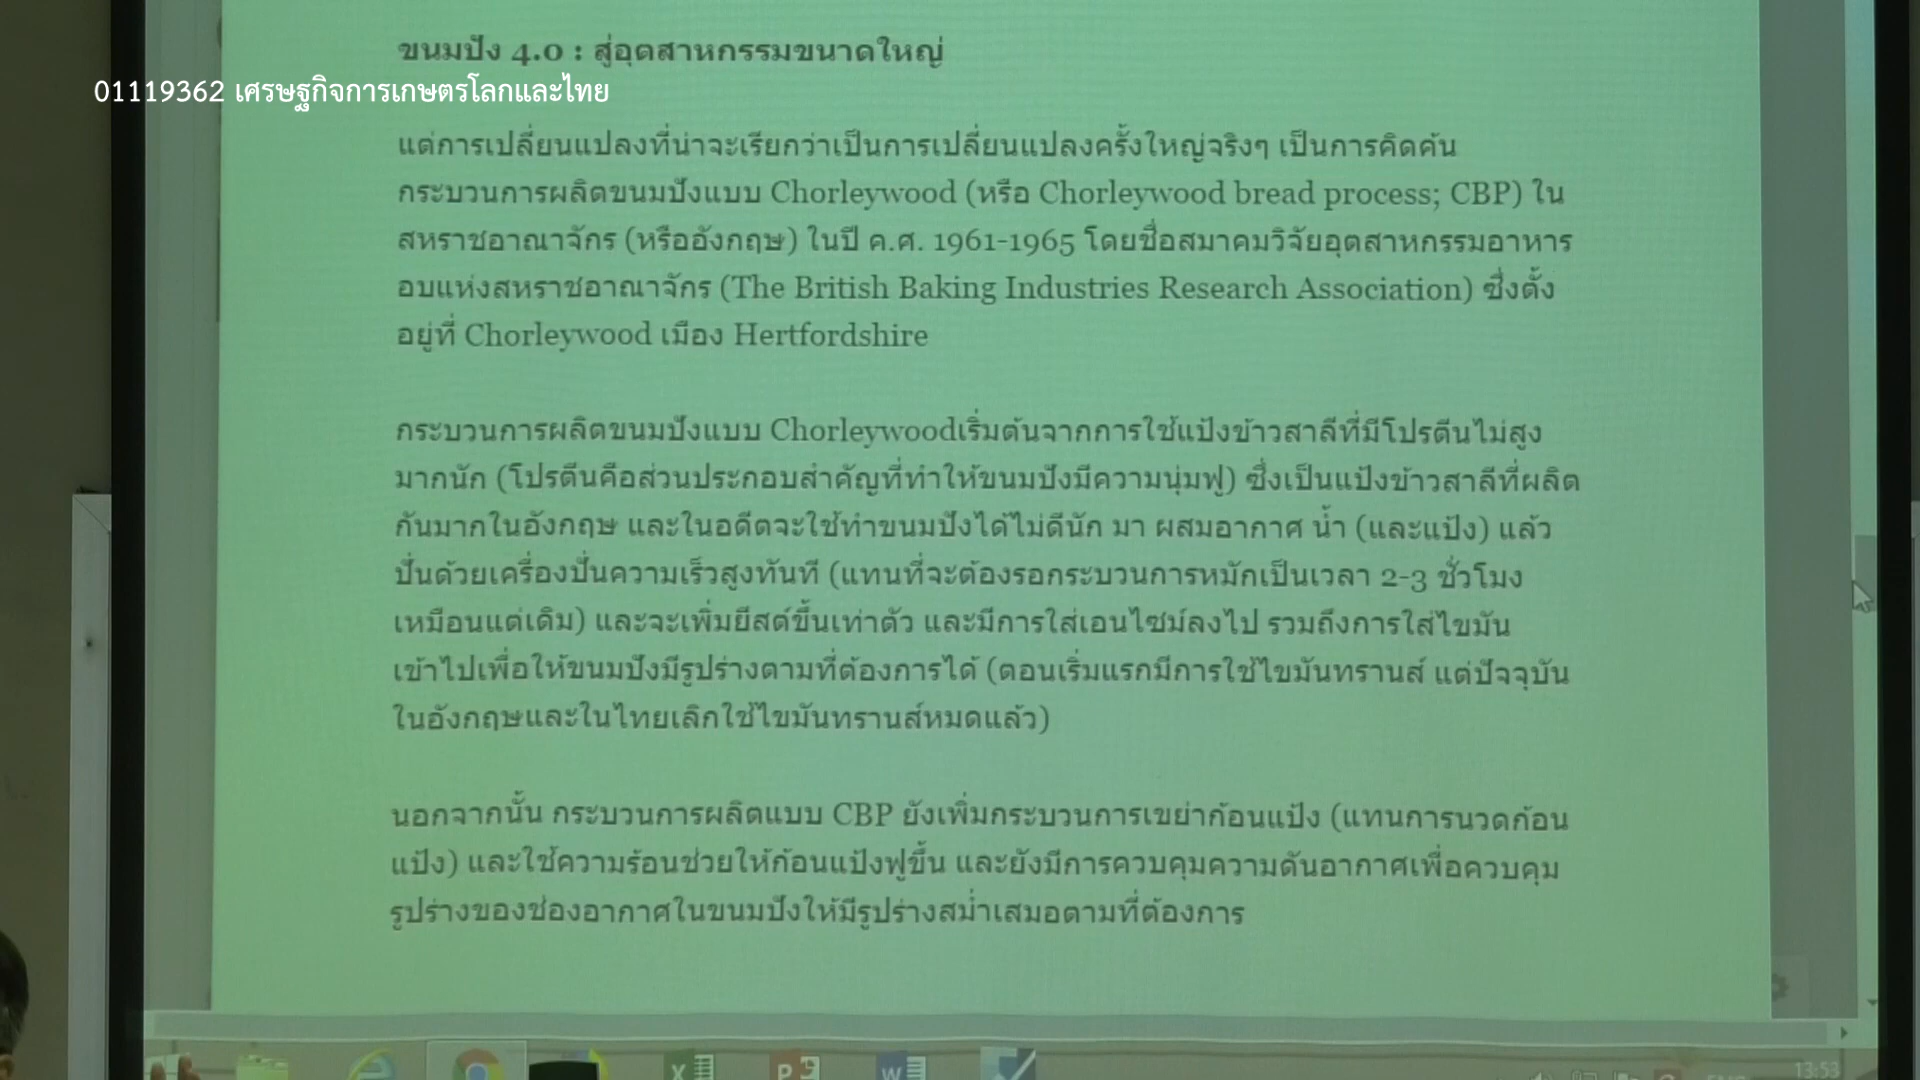 ขนมปัง 4.0 : สู่อุตสาหกรรมขนาดใหญ่
01119362 เศรษฐกิจการเกษตรโลกและไทย
แต่การเปลี่ยนแปลงที่น่าจะเรียกว่าเป็นการเปลี่ยนแปลงครั้งใหญ่จริงๆ เป็นการคิดค้น
กระบวนการผลิตขนมปังแบบ Chorleywood (หรือ Chorleywood bread process; CBP) ใน
สหราชอาณาจักร (หรืออังกฤษ) ในปี ค.ศ. 1961-1965 โดยชื่อสมาคมวิจัยอุตสาหกรรมอาหาร
อบแห่งสหราชอาณาจักร (The British Baking Industries Research Association) ซึ่งตั้ง
อยู่ที่ Chorleywood เมือง Hertfordshire
กระบวนการผลิตขนมปังแบบ Chorleywoodเริ่มต้นจากการใช้แป้งข้าวสาลีที่มีโปรตีนไม่สูง
มากนัก (โปรตีนคือส่วนประกอบสำคัญที่ทำให้ขนมปังมีความนุ่มฟู) ซึ่งเป็นแป้งข้าวสาลีที่ผลิต
กันมากในอังกฤษ และในอดีตจะใช้ทำขนมปังได้ไม่ดีนัก มา ผสมอากาศ น้ำ (และแป้ง) แล้ว
ปั่นด้วยเครื่องปั่นความเร็วสูงทันที (แทนที่จะต้องรอกระบวนการหมักเป็นเวลา 2-3 ชั่วโมง
เหมือนแต่เดิม) และจะเพิ่มยีสต์ขึ้นเท่าตัว และมีการใส่เอนไซม์ลงไป รวมถึงการใส่ไขมัน
เข้าไปเพื่อให้ขนมปังมีรูปร่างตามที่ต้องการได้ (ตอนเริ่มแรกมีการใช้ไขมันทรานส์ แต่ปัจจุบัน
ในอังกฤษและในไทยเลิกใช้ไขมันทรานส์หมดแล้ว)
นอกจากนั้น กระบวนการผลิตแบบ CBP ยังเพิ่มกระบวนการเขย่าก้อนแป้ง (แทนการนวดก้อน
แป้ง) และใช้ความร้อนช่วยให้ก้อนแป้งฟูขึ้น และยังมีการควบคุมความดันอากาศเพื่อควบคุม
รูปร่างของช่องอากาศในขนมปังให้มีรูปร่างสม่ำเสมอตามที่ต้องการ
13:53